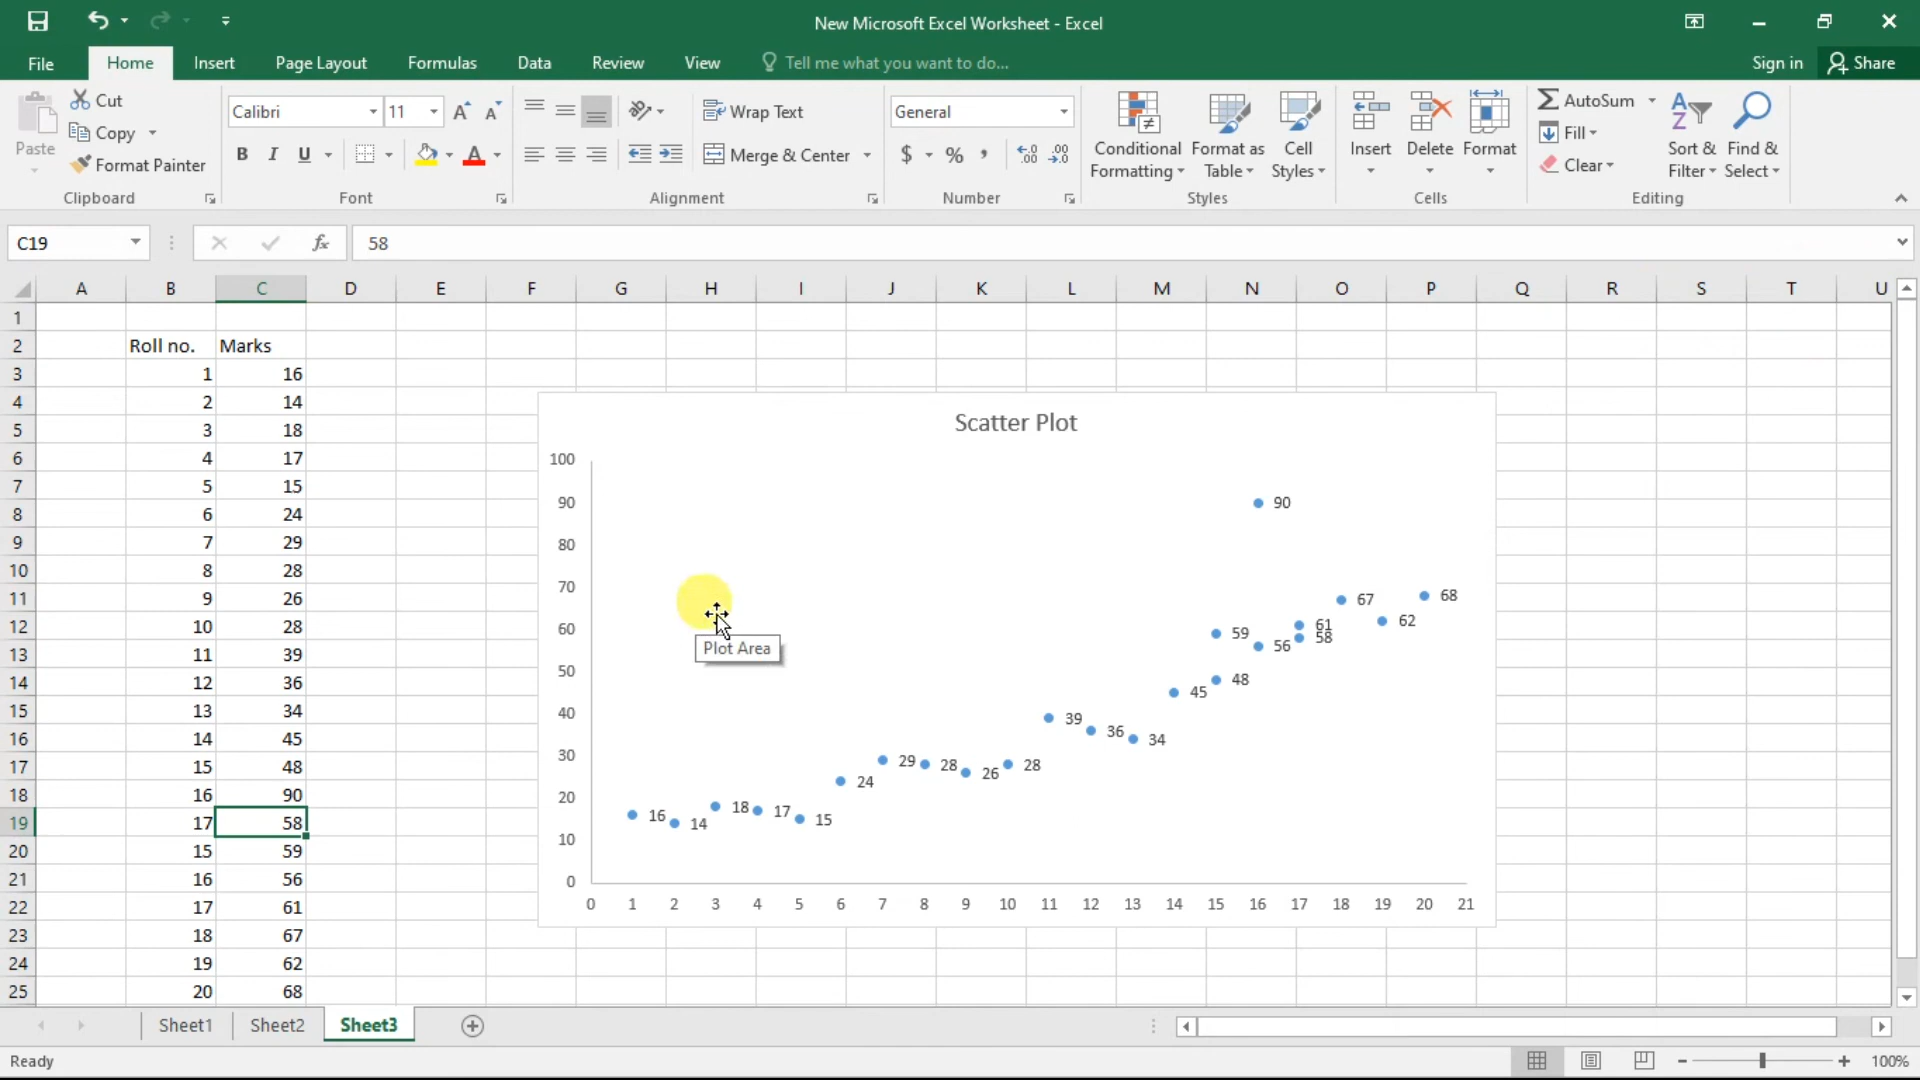 New Microsoft Excel Worksheet - Excel
File Home Insert Page Layout Formulas Data Review View Tell me what you want to do... Sign in Share
Paste
Cut
Copy
Format Painter
Clipboard
Calibri 11
B I U
Font
Wrap Text
Merge & Center
Alignment
General
$ % ,
Number
Conditional Formatting
Format as Table
Cell Styles
Styles
Insert
Delete
Format
Cells
AutoSum
Fill
Clear
Sort & Filter
Find & Select
Editing
C19 fx 58
A B C D E F G H I J K L M N O P Q R S T U
1
2 Roll no. Marks
3 1 16
4 2 14
5 3 18
6 4 17
7 5 15
8 6 24
9 7 29
10 8 28
11 9 26
12 10 28
13 11 39
14 12 36
15 13 34
16 14 45
17 15 48
18 16 90
19 17 58
20 15 59
21 16 56
22 17 61
23 18 67
24 19 62
25 20 68
Scatter Plot
100
90
80
70
60
50
40
30
20
10
0
16 14 18 17 15 24 29 28 26 28 39 36 34 45 48 59 90 56 61 58 67 62 68
Plot Area
0 1 2 3 4 5 6 7 8 9 10 11 12 13 14 15 16 17 18 19 20 21
Sheet1 Sheet2 Sheet3
Ready 100%